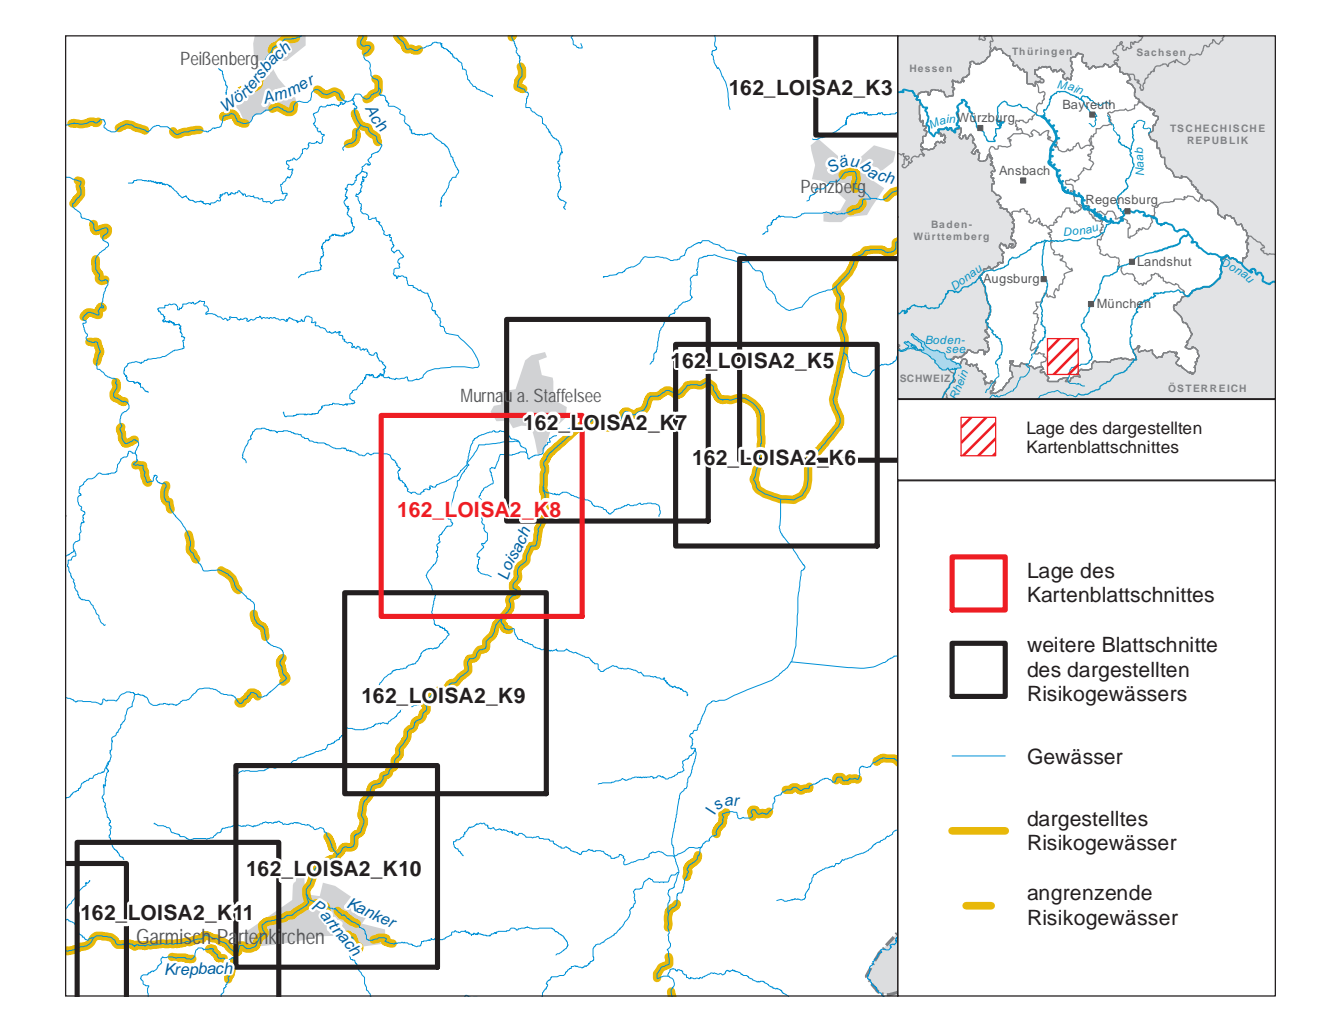 Peißenberg
Wörtersbach
Ammer
Ach
162_LOISA2_K3
Säubach
Penzberg
162_LOISA2_K5
Murnau a. Staffelsee
162_LOISA2_K7
162_LOISA2_K6
162_LOISA2_K8
Loisach
162_LOISA2_K9
Isar
162_LOISA2_K10
162_LOISA2_K11
Kanker
Partnach
Garmisch-Partenkirchen
Krepbach
Thüringen
Sachsen
Hessen
Main
Bayreuth
Main
Würzburg
TSCHECHISCHE
REPUBLIK
Naab
Ansbach
Regensburg
Baden-
Württemberg
Donau
Landshut
Donau
Augsburg
Donau
München
Boden-
see
SCHWEIZ
Rhein
ÖSTERREICH
Lage des dargestellten
Kartenblattschnittes
Lage des
Kartenblattschnittes
weitere Blattschnitte
des dargestellten
Risikogewässers
Gewässer
dargestelltes
Risikogewässer
angrenzende
Risikogewässer